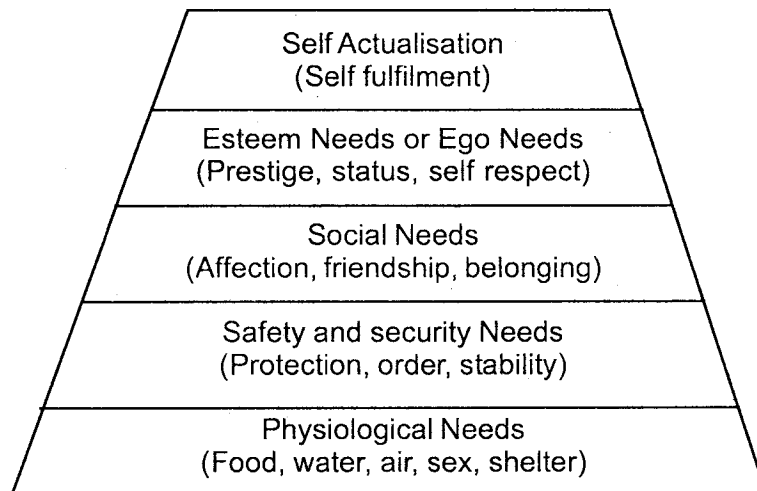 Self Actualisation
(Self fulfilment)
Esteem Needs or Ego Needs
(Prestige, status, self respect)
Social Needs
(Affection, friendship, belonging)
Safety and security Needs
(Protection, order, stability)
Physiological Needs
(Food, water, air, sex, shelter)